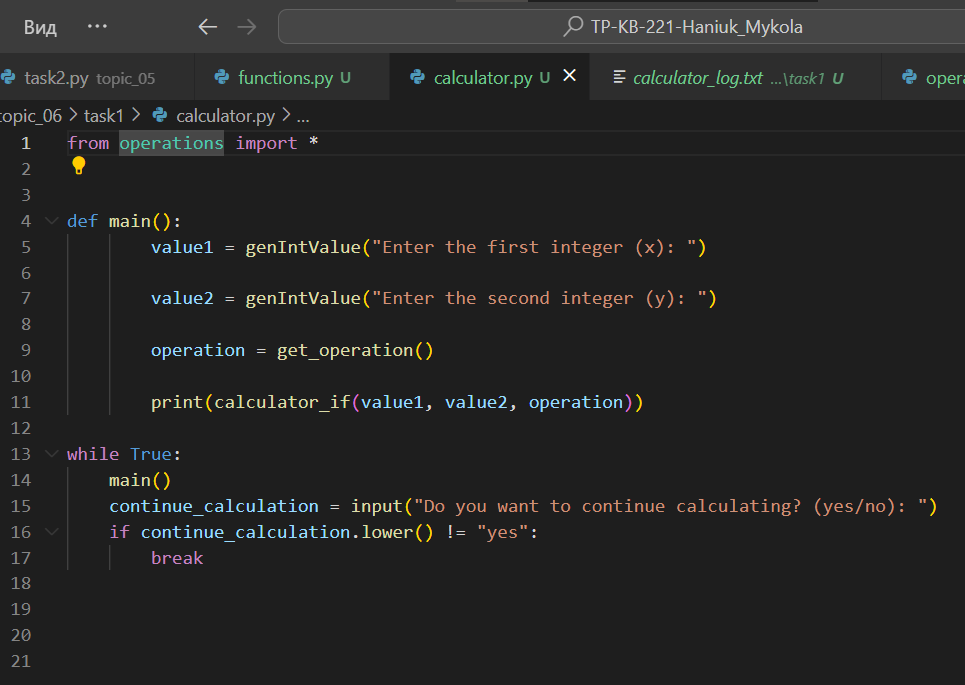 Вид ··· ← → TP-KB-221-Haniuk_Mykola
task2.py topic_05 functions.py U calculator.py U × calculator_log.txt ...\task1 U opera
opic_06 > task1 > calculator.py > ...
1 from operations import *
2
3
4 def main():
5 value1 = genIntValue("Enter the first integer (x): ")
6
7 value2 = genIntValue("Enter the second integer (y): ")
8
9 operation = get_operation()
10
11 print(calculator_if(value1, value2, operation))
12
13 while True:
14 main()
15 continue_calculation = input("Do you want to continue calculating? (yes/no): ")
16 if continue_calculation.lower() != "yes":
17 break
18
19
20
21